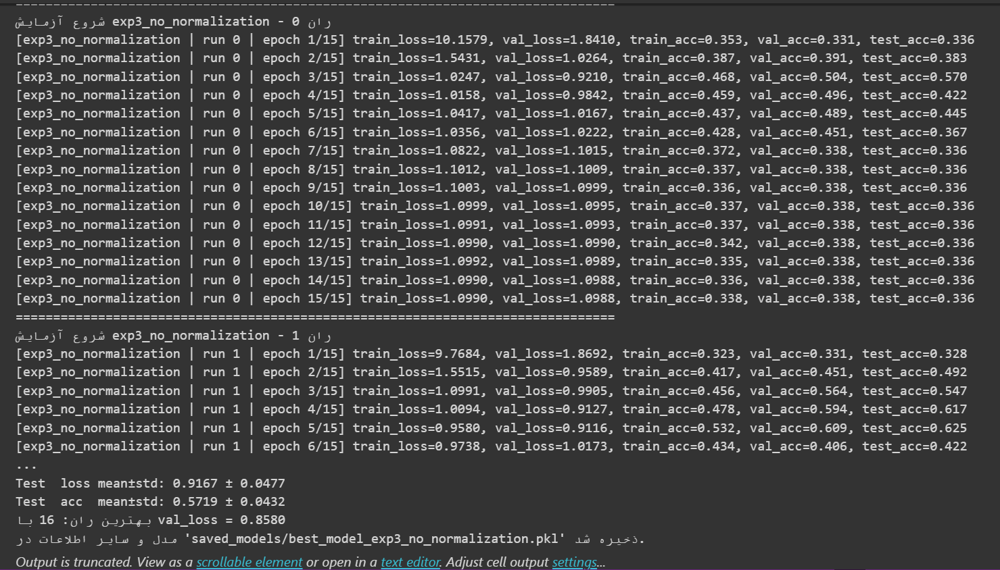 ================================================================================
شروع آزمایش exp3_no_normalization - ران 0
[exp3_no_normalization | run 0 | epoch 1/15] train_loss=10.1579, val_loss=1.8410, train_acc=0.353, val_acc=0.331, test_acc=0.336
[exp3_no_normalization | run 0 | epoch 2/15] train_loss=1.5431, val_loss=1.0264, train_acc=0.387, val_acc=0.391, test_acc=0.383
[exp3_no_normalization | run 0 | epoch 3/15] train_loss=1.0247, val_loss=0.9210, train_acc=0.468, val_acc=0.504, test_acc=0.570
[exp3_no_normalization | run 0 | epoch 4/15] train_loss=1.0158, val_loss=0.9842, train_acc=0.459, val_acc=0.496, test_acc=0.422
[exp3_no_normalization | run 0 | epoch 5/15] train_loss=1.0417, val_loss=1.0167, train_acc=0.437, val_acc=0.489, test_acc=0.445
[exp3_no_normalization | run 0 | epoch 6/15] train_loss=1.0356, val_loss=1.0222, train_acc=0.428, val_acc=0.451, test_acc=0.367
[exp3_no_normalization | run 0 | epoch 7/15] train_loss=1.0822, val_loss=1.1015, train_acc=0.372, val_acc=0.338, test_acc=0.336
[exp3_no_normalization | run 0 | epoch 8/15] train_loss=1.1012, val_loss=1.1009, train_acc=0.337, val_acc=0.338, test_acc=0.336
[exp3_no_normalization | run 0 | epoch 9/15] train_loss=1.1003, val_loss=1.0999, train_acc=0.336, val_acc=0.338, test_acc=0.336
[exp3_no_normalization | run 0 | epoch 10/15] train_loss=1.0999, val_loss=1.0995, train_acc=0.337, val_acc=0.338, test_acc=0.336
[exp3_no_normalization | run 0 | epoch 11/15] train_loss=1.0991, val_loss=1.0993, train_acc=0.337, val_acc=0.338, test_acc=0.336
[exp3_no_normalization | run 0 | epoch 12/15] train_loss=1.0990, val_loss=1.0990, train_acc=0.342, val_acc=0.338, test_acc=0.336
[exp3_no_normalization | run 0 | epoch 13/15] train_loss=1.0992, val_loss=1.0989, train_acc=0.335, val_acc=0.338, test_acc=0.336
[exp3_no_normalization | run 0 | epoch 14/15] train_loss=1.0990, val_loss=1.0988, train_acc=0.336, val_acc=0.338, test_acc=0.336
[exp3_no_normalization | run 0 | epoch 15/15] train_loss=1.0990, val_loss=1.0988, train_acc=0.338, val_acc=0.338, test_acc=0.336
================================================================================
شروع آزمایش exp3_no_normalization - ران 1
[exp3_no_normalization | run 1 | epoch 1/15] train_loss=9.7684, val_loss=1.8692, train_acc=0.323, val_acc=0.331, test_acc=0.328
[exp3_no_normalization | run 1 | epoch 2/15] train_loss=1.5515, val_loss=0.9589, train_acc=0.417, val_acc=0.451, test_acc=0.492
[exp3_no_normalization | run 1 | epoch 3/15] train_loss=1.0991, val_loss=0.9905, train_acc=0.456, val_acc=0.564, test_acc=0.547
[exp3_no_normalization | run 1 | epoch 4/15] train_loss=1.0094, val_loss=0.9127, train_acc=0.478, val_acc=0.594, test_acc=0.617
[exp3_no_normalization | run 1 | epoch 5/15] train_loss=0.9580, val_loss=0.9116, train_acc=0.532, val_acc=0.609, test_acc=0.625
[exp3_no_normalization | run 1 | epoch 6/15] train_loss=0.9738, val_loss=1.0173, train_acc=0.434, val_acc=0.406, test_acc=0.422
...
Test  loss mean±std: 0.9167 ± 0.0477
Test  acc  mean±std: 0.5719 ± 0.0432
بهترین ران: 16 با val_loss = 0.8580
مدل و سایر اطلاعات در 'saved_models/best_model_exp3_no_normalization.pkl' ذخیره شد.
Output is truncated. View as a scrollable element or open in a text editor. Adjust cell output settings...